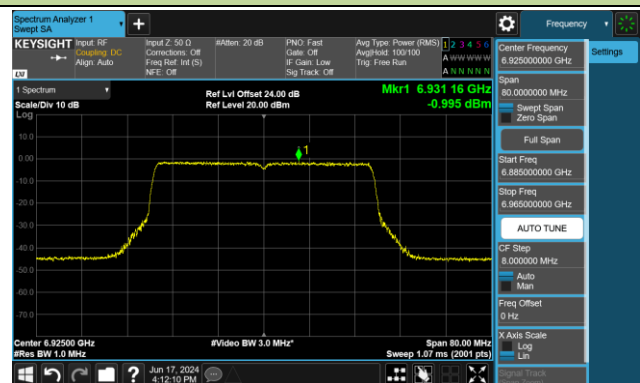 Spectrum Analyzer 1
Swept SA
Frequency
KEYSIGHT
Input: RF
Coupling: DC
Align: Auto
Input Z: 50 Ω
Corrections: Off
Freq Ref: Int (S)
NFE: Off
#Atten: 20 dB
PNO: Fast
Gate: Off
IF Gain: Low
Sig Track: Off
Avg Type: Power (RMS)
Avg|Hold: 100/100
Trig: Free Run
1 2 3 4 5 6
A W W W W W
A N N N N N
LXI
1 Spectrum
Scale/Div 10 dB
Log
Ref Lvl Offset 24.00 dB
Ref Level 20.00 dBm
Mkr1 6.931 16 GHz
-0.995 dBm
10.0
0.00
-10.0
-20.0
-30.0
-40.0
-50.0
-60.0
-70.0
1
Center 6.92500 GHz
#Res BW 1.0 MHz
#Video BW 3.0 MHz*
Span 80.00 MHz
Sweep 1.07 ms (2001 pts)
Jun 17, 2024
4:12:10 PM
Center Frequency
6.925000000 GHz
Settings
Span
80.0000000 MHz
Swept Span
Zero Span
Full Span
Start Freq
6.885000000 GHz
Stop Freq
6.965000000 GHz
AUTO TUNE
CF Step
8.000000 MHz
Auto
Man
Freq Offset
0 Hz
X Axis Scale
Log
Lin
Signal Track